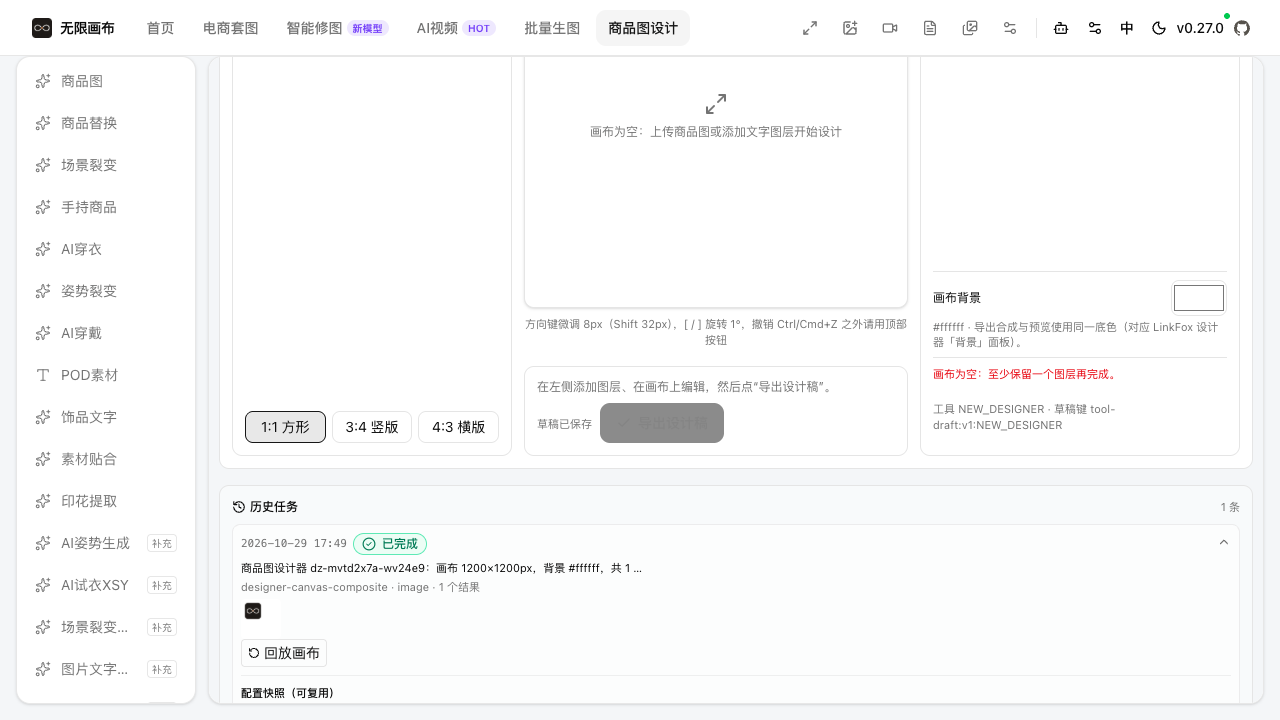 无限画布
首页
电商套图
智能修图 新模型
AI视频 HOT
批量生图
商品图设计
中
v0.27.0
商品图
商品替换
场景裂变
手持商品
AI穿衣
姿势裂变
AI穿戴
POD素材
饰品文字
素材贴合
印花提取
AI姿势生成 补充
AI试衣XSY 补充
场景裂变... 补充
图片文字... 补充
1:1 方形
3:4 竖版
4:3 横版
画布为空：上传商品图或添加文字图层开始设计
方向键微调 8px（Shift 32px），[ / ] 旋转 1°，撤销 Ctrl/Cmd+Z 之外请用顶部
按钮
在左侧添加图层、在画布上编辑，然后点“导出设计稿”。
草稿已保存
导出设计稿
画布背景
#ffffff · 导出合成与预览使用同一底色（对应 LinkFox 设计
器「背景」面板）。
画布为空：至少保留一个图层再完成。
工具 NEW_DESIGNER · 草稿键 tool-
draft:v1:NEW_DESIGNER
历史任务
1 条
2026-10-29 17:49 已完成
商品图设计器 dz-mvtd2x7a-wv24e9：画布 1200×1200px，背景 #ffffff，共 1 ...
designer-canvas-composite · image · 1 个结果
回放画布
配置快照（可复用）